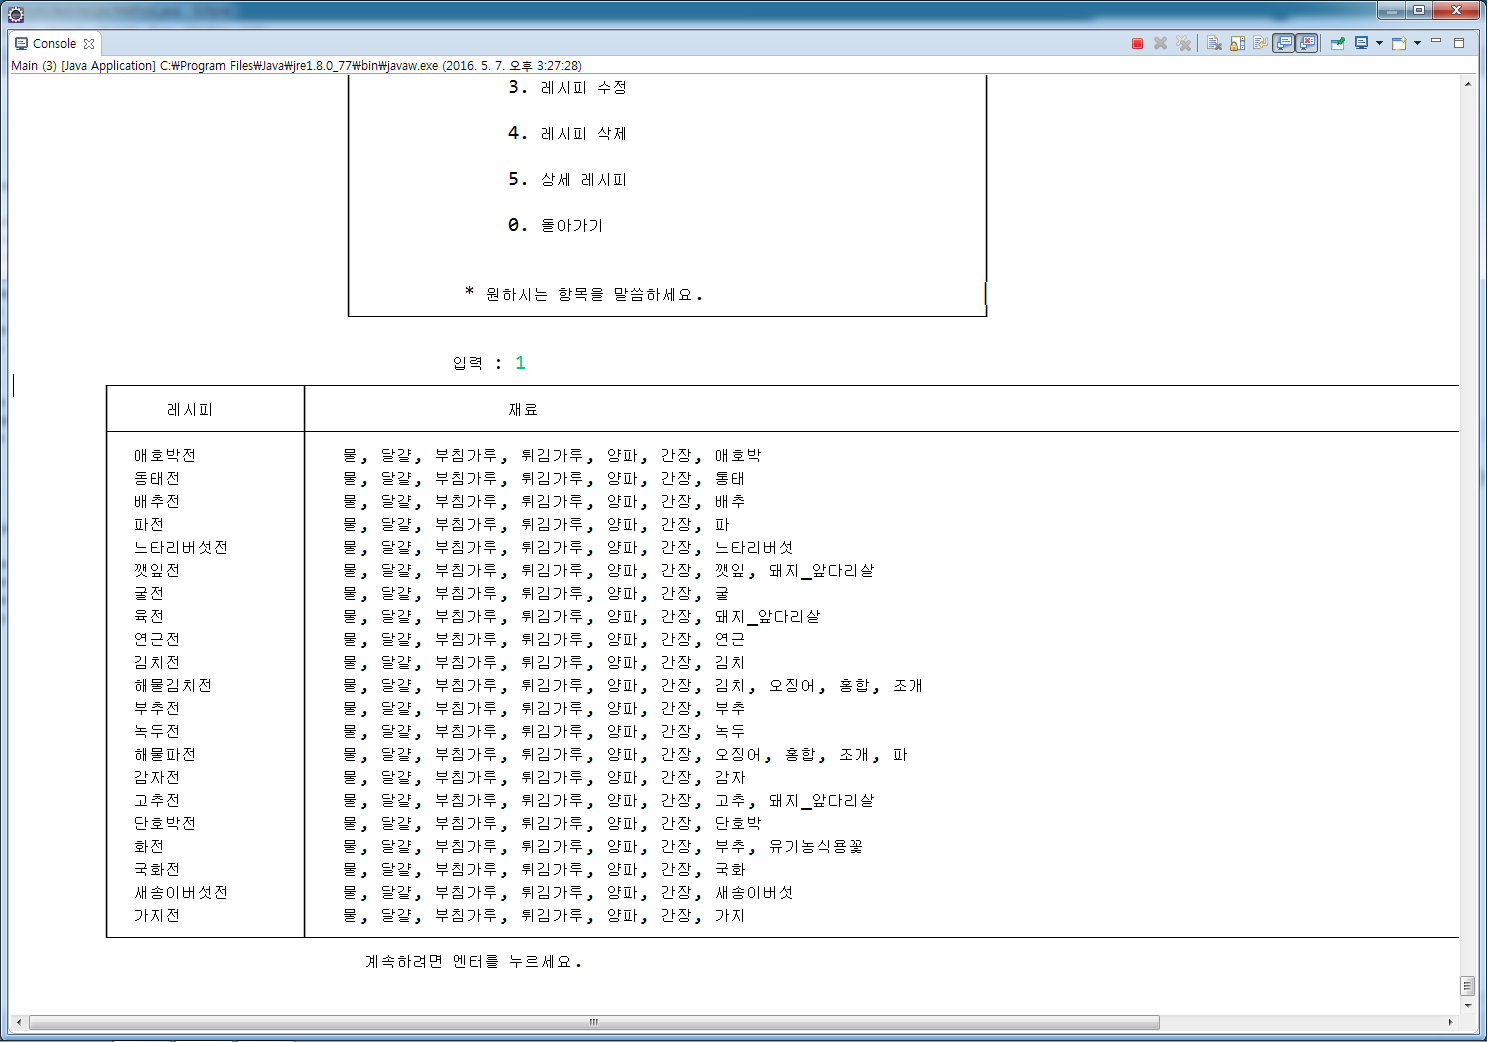 Console
Main (3) [Java Application] C:₩Program Files₩Java₩jre1.8.0_77₩bin₩javaw.exe (2016. 5. 7. 오후 3:27:28)
3. 레시피 수정
4. 레시피 삭제
5. 상세 레시피
0. 돌아가기
* 원하시는 항목을 말씀하세요.
입력 : 1
레시피 재료
애호박전 물, 달걀, 부침가루, 튀김가루, 양파, 간장, 애호박
동태전 물, 달걀, 부침가루, 튀김가루, 양파, 간장, 통태
배추전 물, 달걀, 부침가루, 튀김가루, 양파, 간장, 배추
파전 물, 달걀, 부침가루, 튀김가루, 양파, 간장, 파
느타리버섯전 물, 달걀, 부침가루, 튀김가루, 양파, 간장, 느타리버섯
깻잎전 물, 달걀, 부침가루, 튀김가루, 양파, 간장, 깻잎, 돼지_앞다리살
굴전 물, 달걀, 부침가루, 튀김가루, 양파, 간장, 굴
육전 물, 달걀, 부침가루, 튀김가루, 양파, 간장, 돼지_앞다리살
연근전 물, 달걀, 부침가루, 튀김가루, 양파, 간장, 연근
김치전 물, 달걀, 부침가루, 튀김가루, 양파, 간장, 김치
해물김치전 물, 달걀, 부침가루, 튀김가루, 양파, 간장, 김치, 오징어, 홍합, 조개
부추전 물, 달걀, 부침가루, 튀김가루, 양파, 간장, 부추
녹두전 물, 달걀, 부침가루, 튀김가루, 양파, 간장, 녹두
해물파전 물, 달걀, 부침가루, 튀김가루, 양파, 간장, 오징어, 홍합, 조개, 파
감자전 물, 달걀, 부침가루, 튀김가루, 양파, 간장, 감자
고추전 물, 달걀, 부침가루, 튀김가루, 양파, 간장, 고추, 돼지_앞다리살
단호박전 물, 달걀, 부침가루, 튀김가루, 양파, 간장, 단호박
화전 물, 달걀, 부침가루, 튀김가루, 양파, 간장, 부추, 유기농식용꽃
국화전 물, 달걀, 부침가루, 튀김가루, 양파, 간장, 국화
새송이버섯전 물, 달걀, 부침가루, 튀김가루, 양파, 간장, 새송이버섯
가지전 물, 달걀, 부침가루, 튀김가루, 양파, 간장, 가지
계속하려면 엔터를 누르세요.